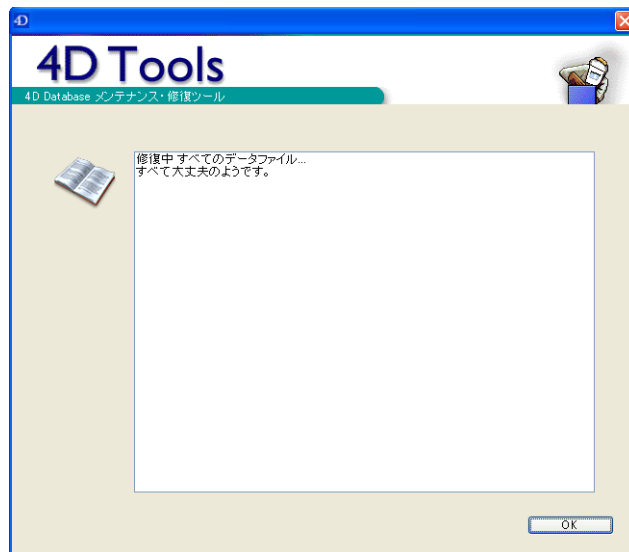 4D
4D Tools
4D Database メンテナンス・修復ツール
修復中 すべてのデータファイル...
すべて大丈夫のようです。
OK